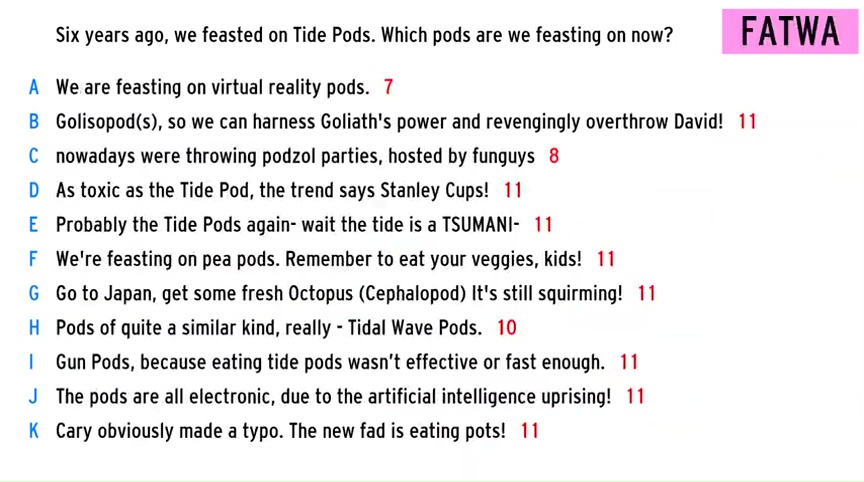 Six years ago, we feasted on Tide Pods. Which pods are we feasting on now?
FATWA
A We are feasting on virtual reality pods. 7
B Golisopod(s), so we can harness Goliath's power and revengingly overthrow David! 11
C nowadays were throwing podzol parties, hosted by funguys 8
D As toxic as the Tide Pod, the trend says Stanley Cups! 11
E Probably the Tide Pods again- wait the tide is a TSUMANI- 11
F We're feasting on pea pods. Remember to eat your veggies, kids! 11
G Go to Japan, get some fresh Octopus (Cephalopod) It's still squirming! 11
H Pods of quite a similar kind, really - Tidal Wave Pods. 10
I Gun Pods, because eating tide pods wasn't effective or fast enough. 11
J The pods are all electronic, due to the artificial intelligence uprising! 11
K Cary obviously made a typo. The new fad is eating pots! 11